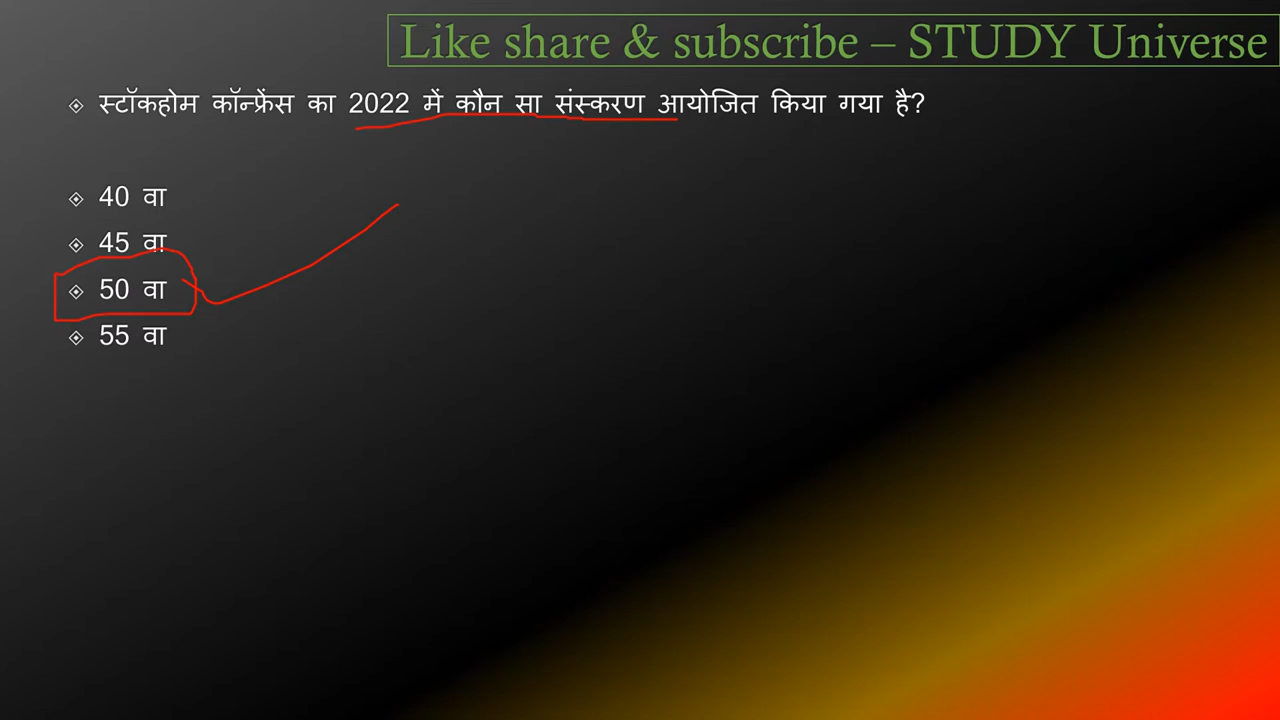 Like share & subscribe – STUDY Universe
स्टॉकहोम कॉन्फ्रेंस का 2022 में कौन सा संस्करण आयोजित किया गया है?
40 वा
45 वा
50 वा
55 वा